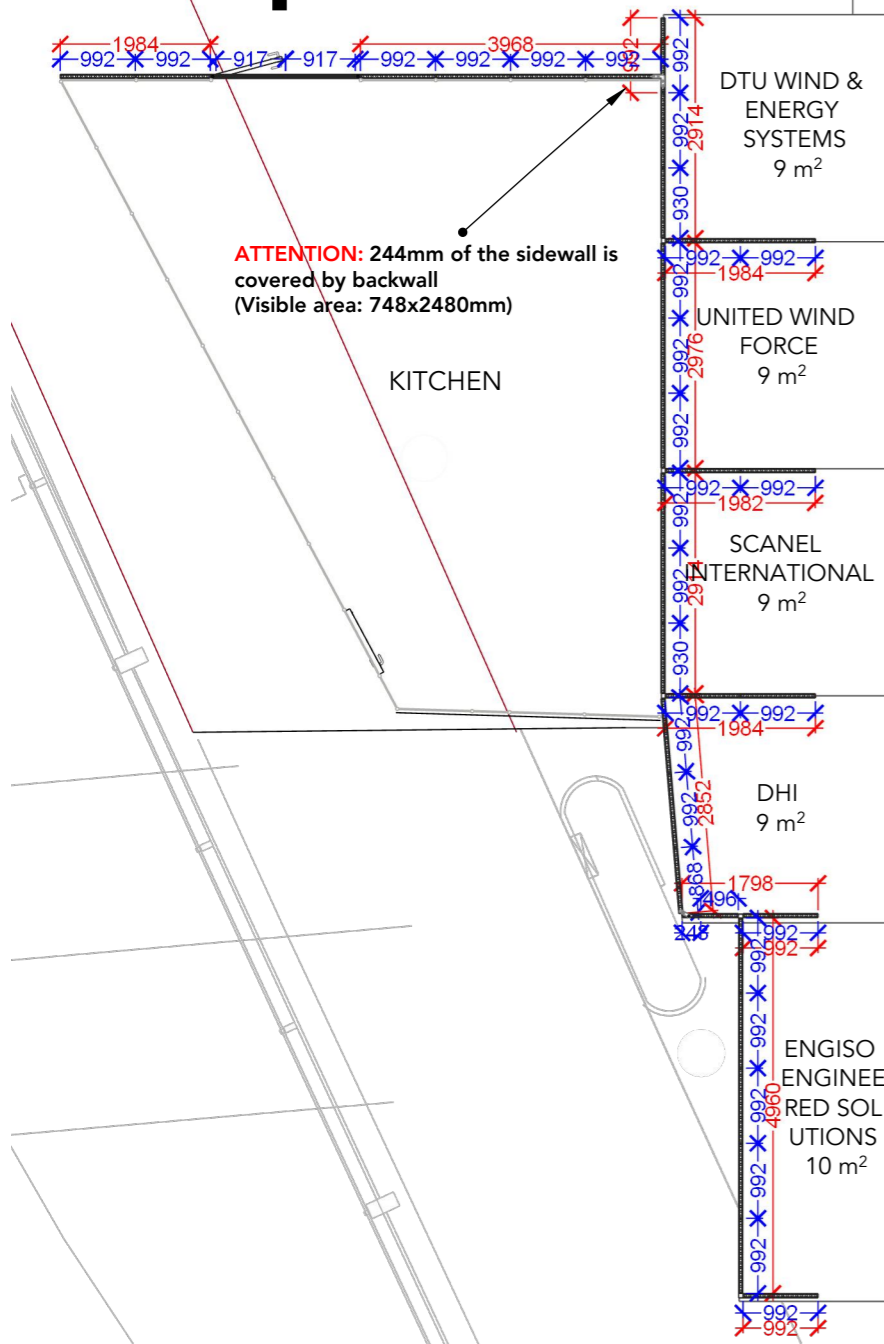 1984
3968
992
992
917
917
992
992
992
992
992
992
992
930
2914
DTU WIND &
ENERGY
SYSTEMS
9 m²
ATTENTION: 244mm of the sidewall is
covered by backwall
(Visible area: 748x2480mm)
992
992
1984
992
992
992
2976
UNITED WIND
FORCE
9 m²
KITCHEN
992
992
1982
992
992
930
2914
SCANEL
INTERNATIONAL
9 m²
992
992
1984
992
992
868
2852
DHI
9 m²
1798
496
248
992
992
992
992
992
992
992
4960
ENGISO
ENGINEE
RED SOL
UTIONS
10 m²
992
992